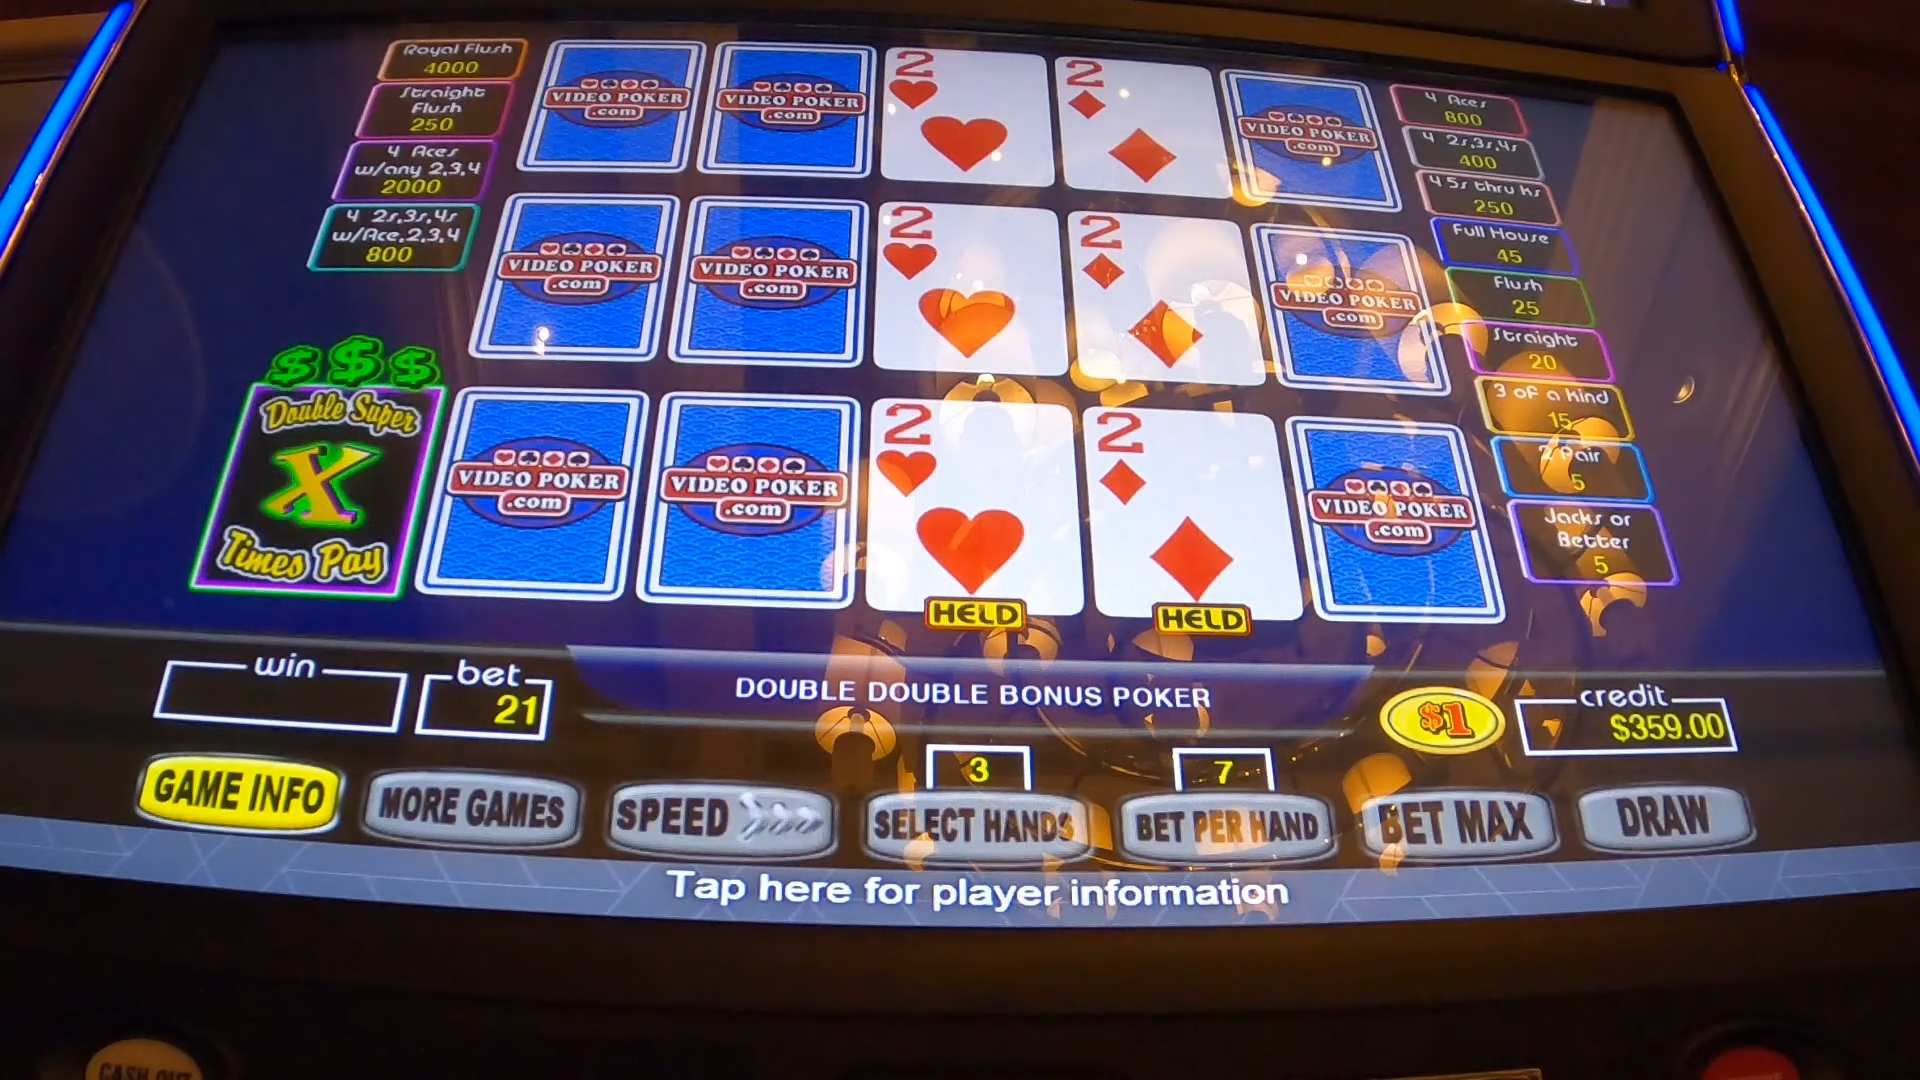 Royal Flush
4000
Straight
Flush
250
4 Aces
w/any 2,3,4
2000
4 2s,3s,4s
w/Ace,2,3,4
800
VIDEO POKER
.com
VIDEO POKER
.com
2
2
VIDEO POKER
.com
4 Aces
800
4 2s,3s,4s
400
4 5s thru Ks
250
Full House
45
Flush
25
Straight
20
3 of a Kind
15
2 Pair
5
Jacks or
Better
5
VIDEO POKER
.com
VIDEO POKER
.com
2
2
VIDEO POKER
.com
$ $ $
Double Super
X
Times Pay
VIDEO POKER
.com
VIDEO POKER
.com
2
HELD
2
HELD
VIDEO POKER
.com
win
bet
21
DOUBLE DOUBLE BONUS POKER
$1
credit
$359.00
3
7
GAME INFO
MORE GAMES
SPEED
SELECT HANDS
BET PER HAND
BET MAX
DRAW
Tap here for player information
CASH OUT